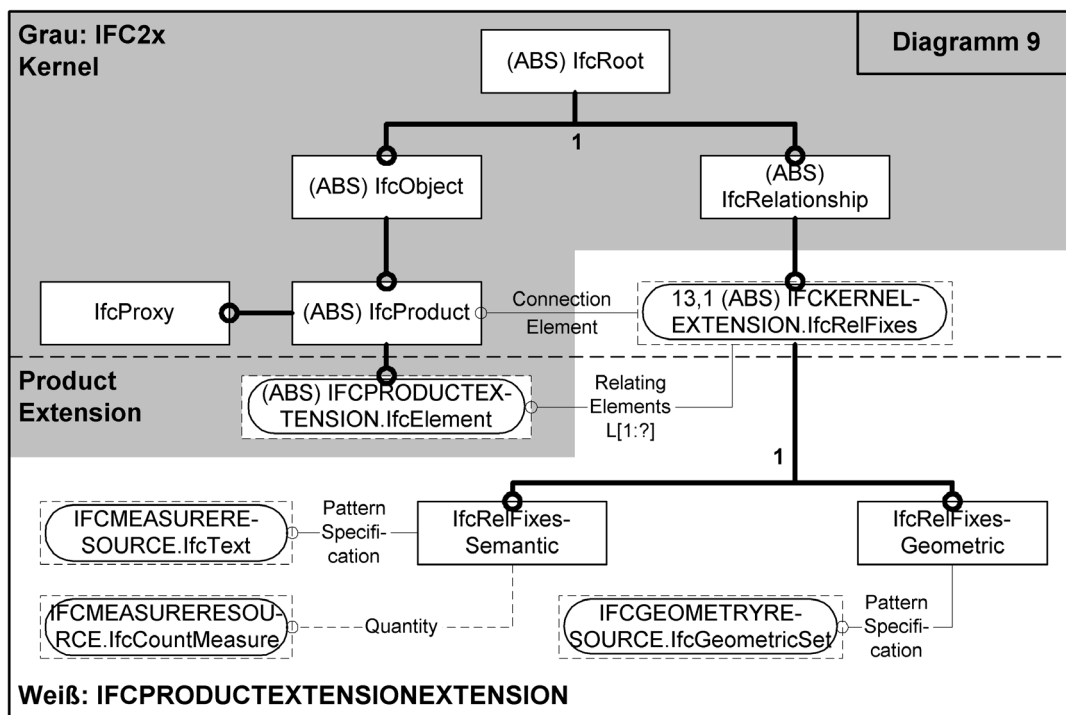 Grau: IFC2x
Kernel
Diagramm 9
(ABS) IfcRoot
1
(ABS) IfcObject
(ABS)
IfcRelationship
IfcProxy
(ABS) IfcProduct
Connection
Element
13,1 (ABS) IFCKERNEL-
EXTENSION.IfcRelFixes
Product
Extension
(ABS) IFCPRODUCTEX-
TENSION.IfcElement
Relating
Elements
L[1:?]
1
IFCMEASURERE-
SOURCE.IfcText
Pattern
Specifi-
cation
IfcRelFixes-
Semantic
IfcRelFixes-
Geometric
IFCMEASURERESOU-
RCE.IfcCountMeasure
Quantity
IFCGEOMETRYRE-
SOURCE.IfcGeometricSet
Pattern
Specifi-
cation
Weiß: IFCPRODUCTEXTENSIONEXTENSION